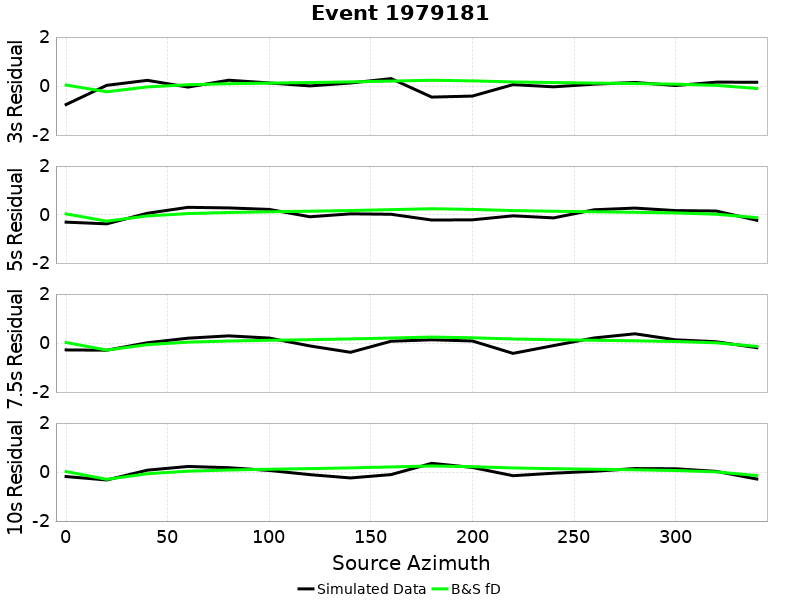 Event 1979181
3s Residual
2
0
-2
5s Residual
2
0
-2
7.5s Residual
2
0
-2
10s Residual
2
0
-2
0 50 100 150 200 250 300
Source Azimuth
Simulated Data B&S fD